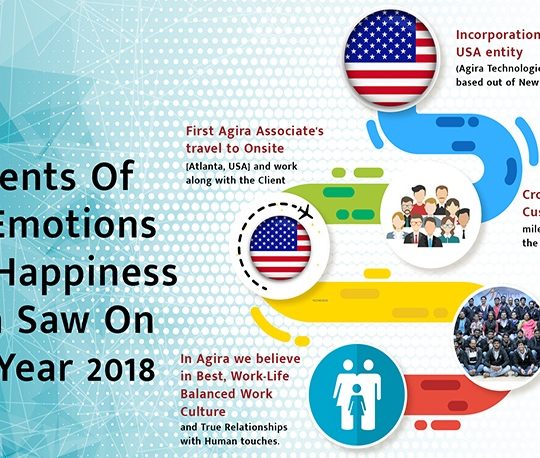 ents Of
Emotions
Happiness
Saw On
Year 2018
Incorporation
USA entity
(Agira Technologie
based out of New
First Agira Associate's
travel to Onsite
[Atlanta, USA] and work
along with the Client
Cro
Cus
mile
the
In Agira we believe
in Best, Work-Life
Balanced Work
Culture
and True Relationships
with Human touches.